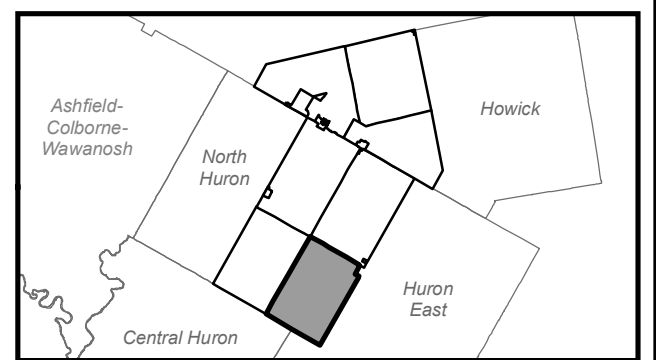 Ashfield-
Colborne-
Wawanosh
North
Huron
Howick
Huron
East
Central Huron